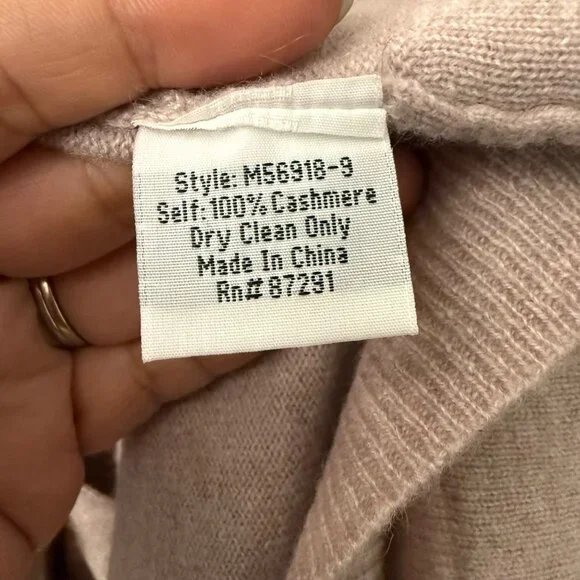 Style: M56918-9
Self:100% Cashmere
Dry Clean Only
Made In China
Rn# 87291